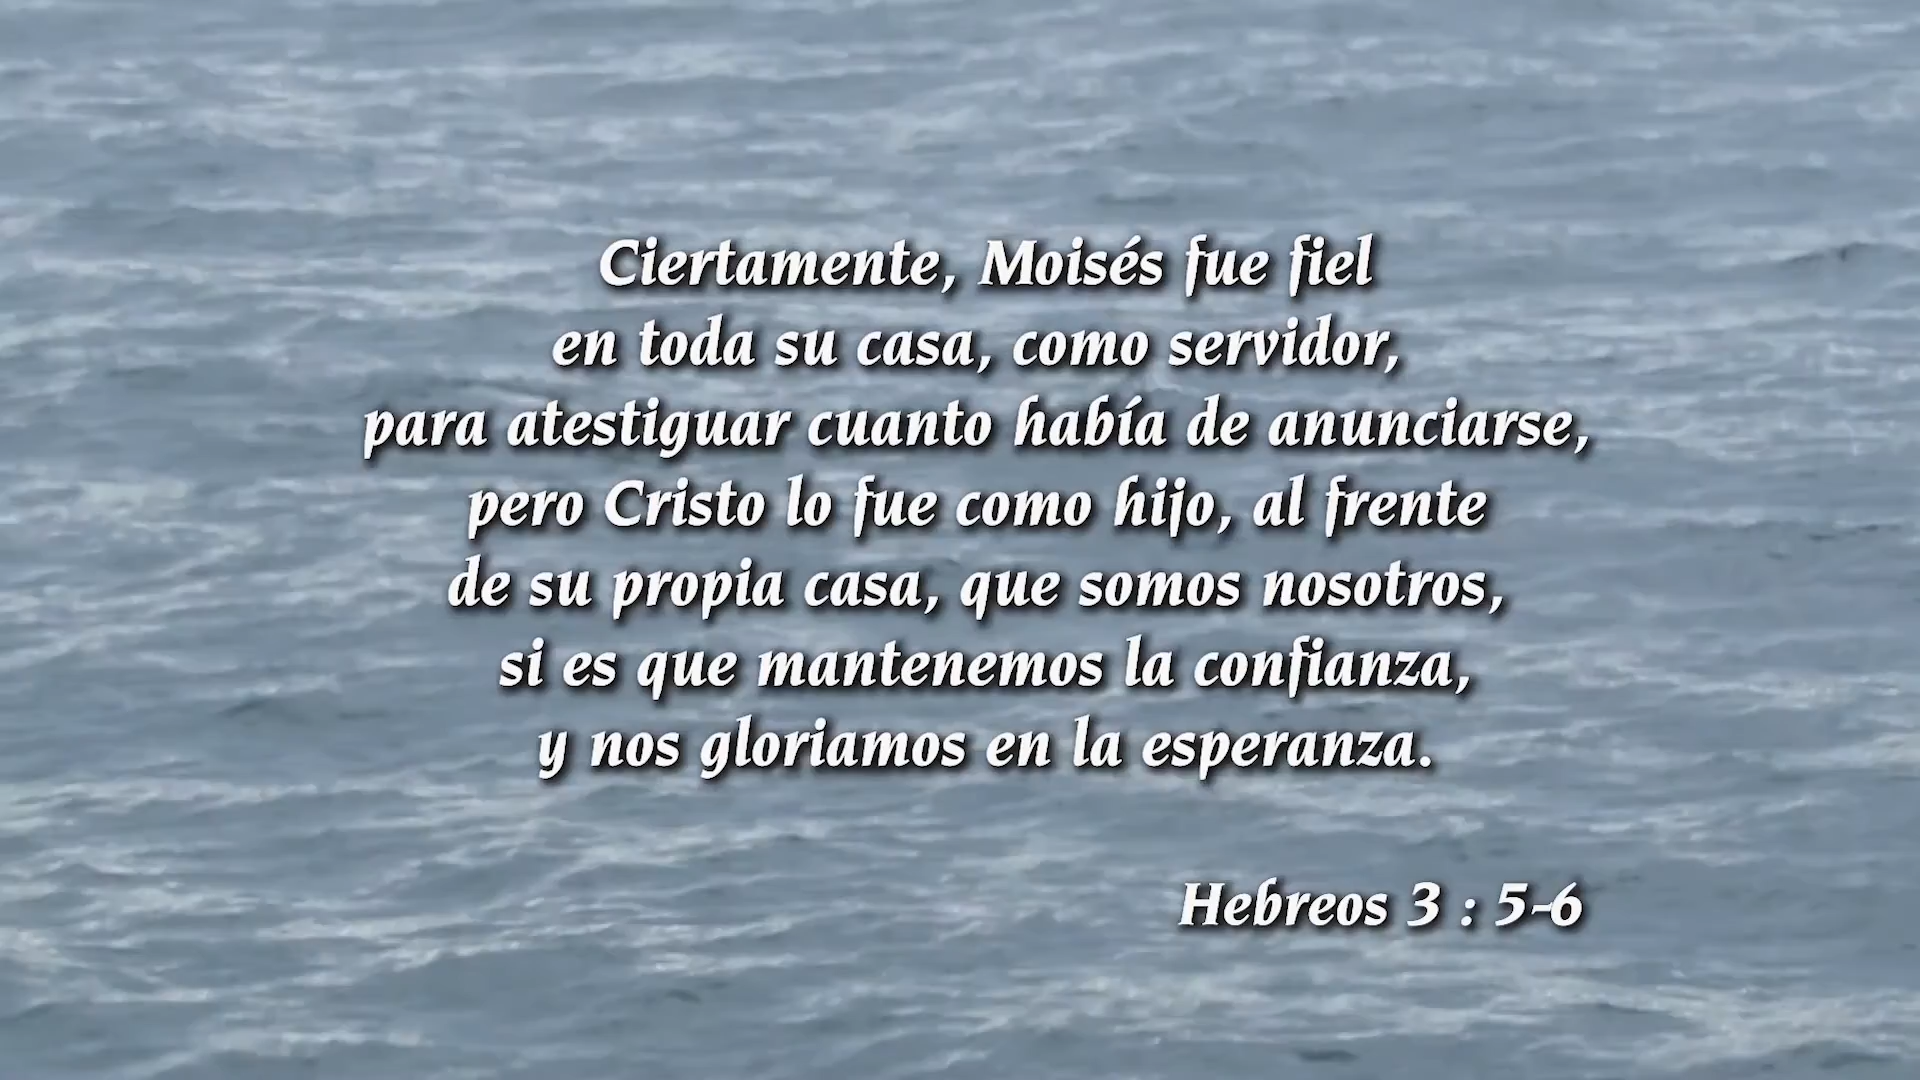 Ciertamente, Moisés fue fiel
en toda su casa, como servidor,
para atestiguar cuanto había de anunciarse,
pero Cristo lo fue como hijo, al frente
de su propia casa, que somos nosotros,
si es que mantenemos la confianza,
y nos gloriamos en la esperanza.
Hebreos 3 : 5-6